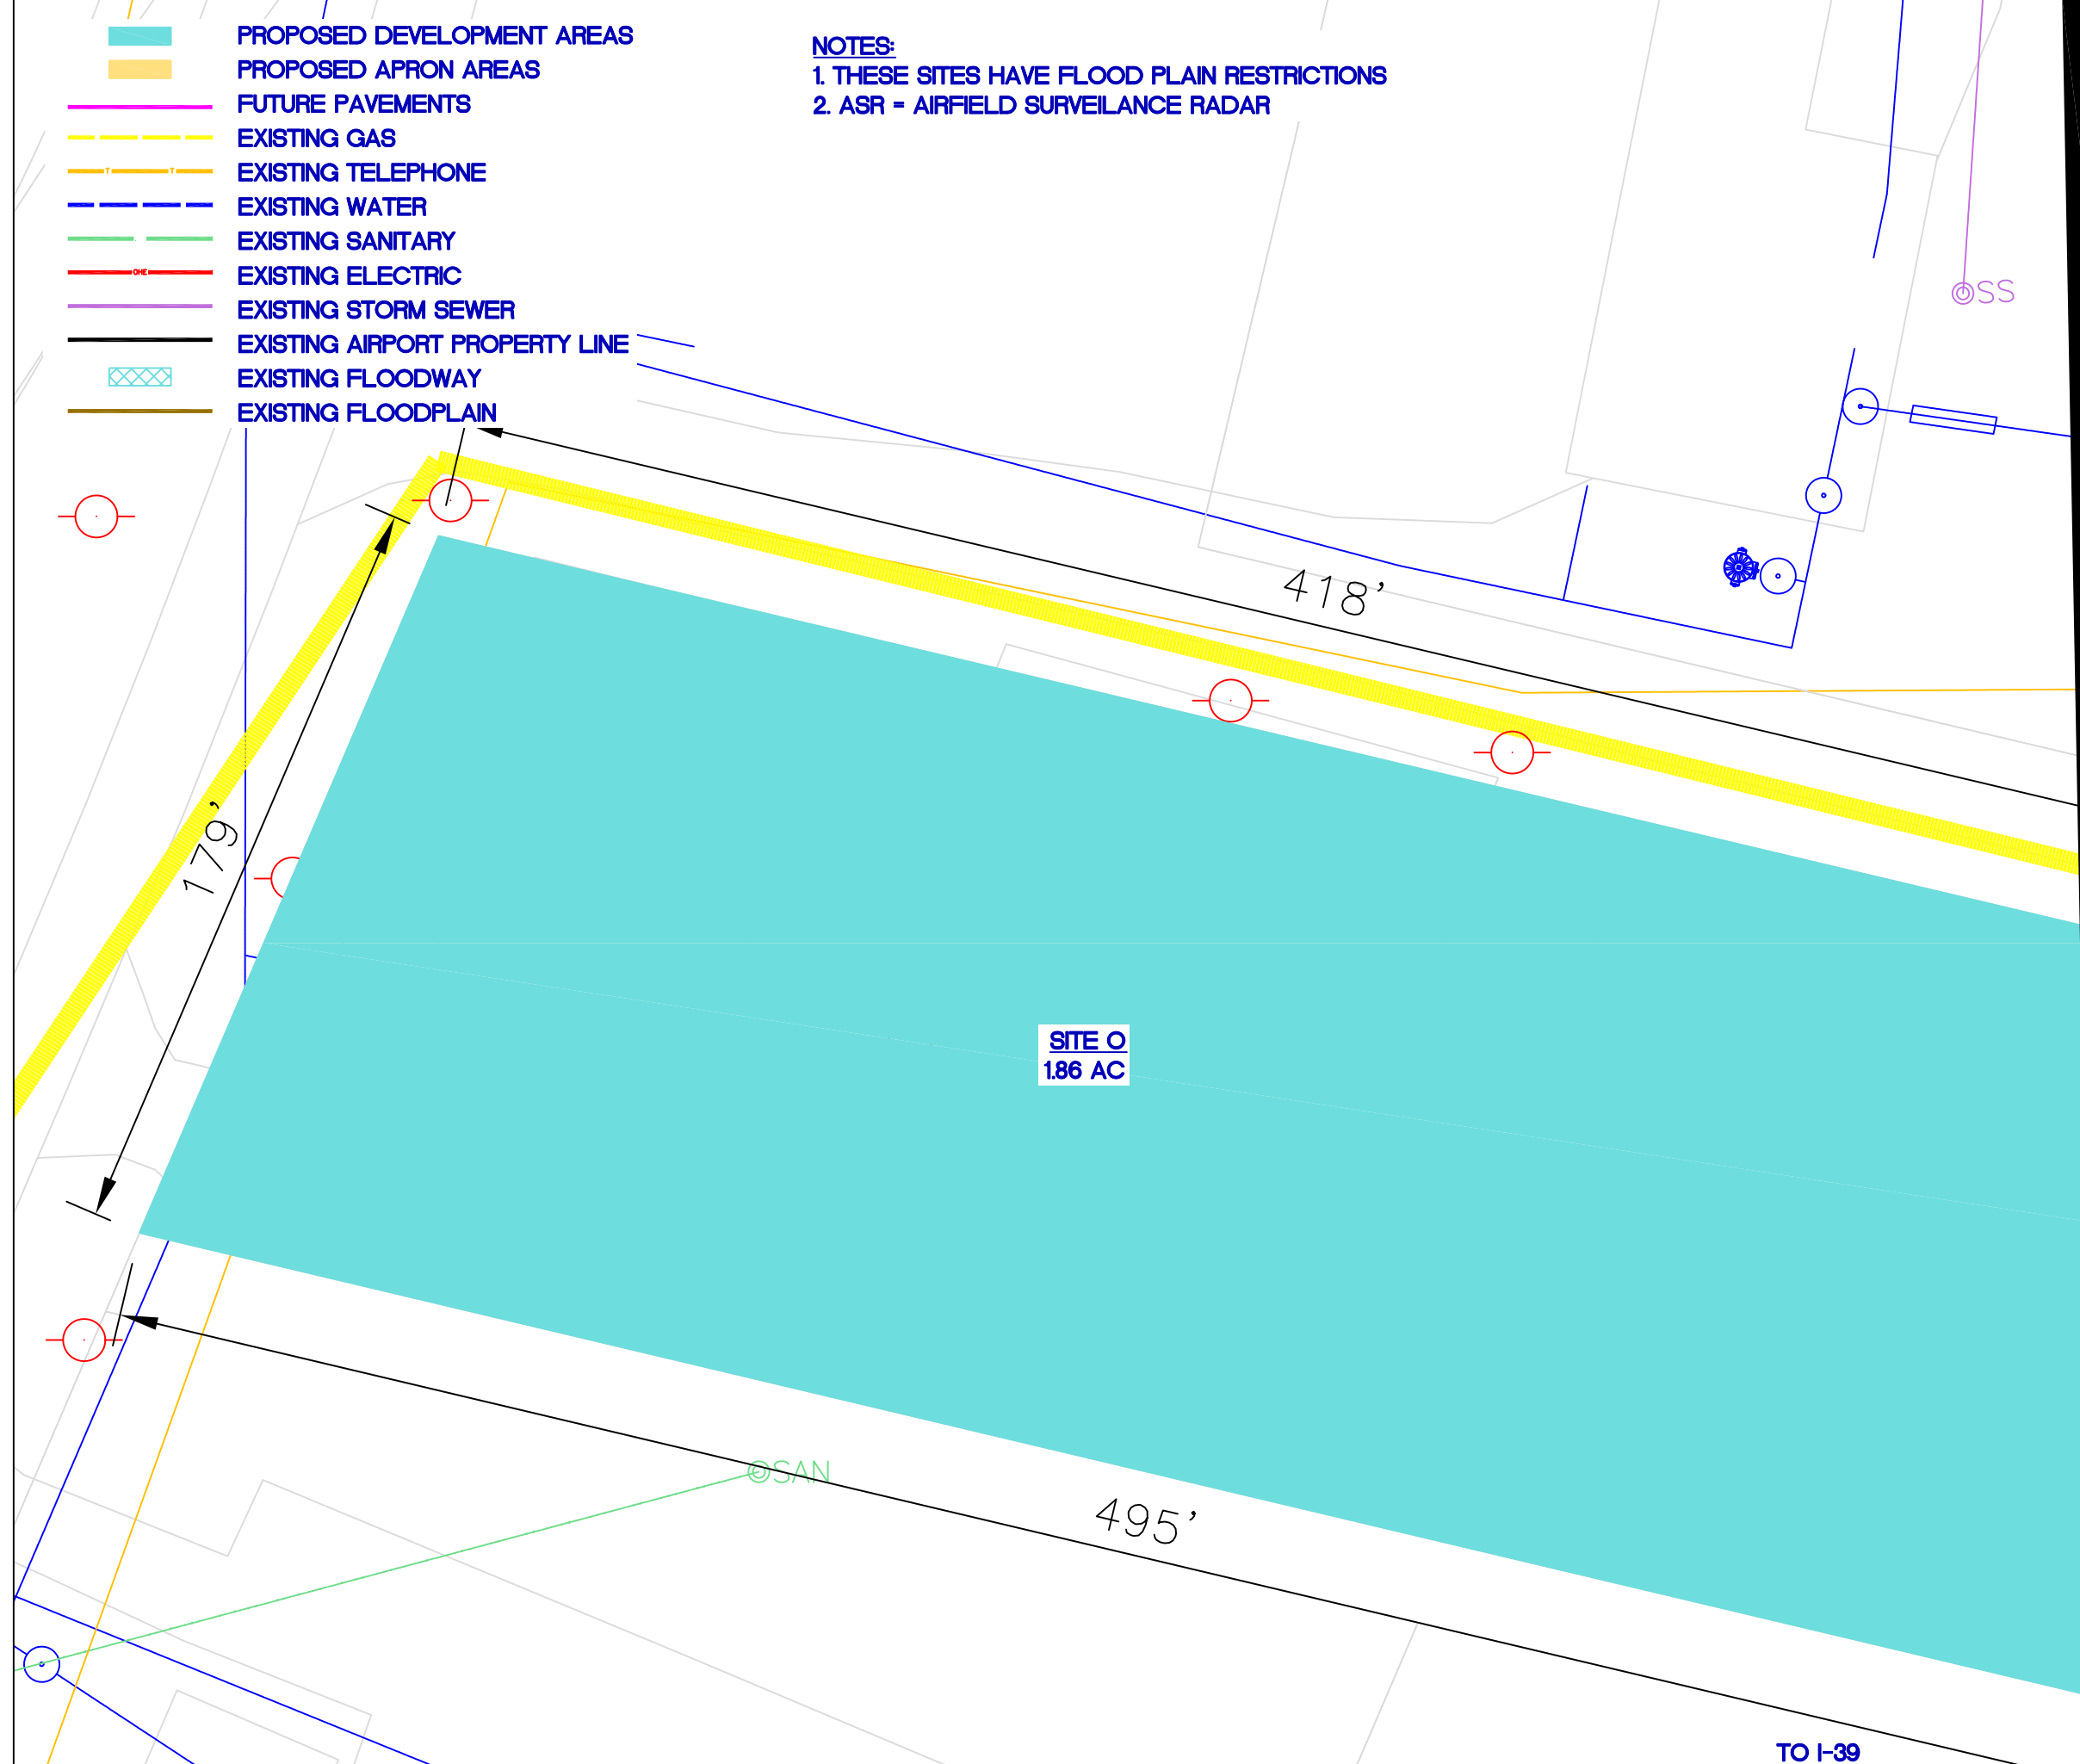 PROPOSED DEVELOPMENT AREAS
PROPOSED APRON AREAS
FUTURE PAVEMENTS
EXISTING GAS
T T
EXISTING TELEPHONE
EXISTING WATER
EXISTING SANITARY
OHE
EXISTING ELECTRIC
EXISTING STORM SEWER
EXISTING AIRPORT PROPERTY LINE
EXISTING FLOODWAY
EXISTING FLOODPLAIN
NOTES:
1. THESE SITES HAVE FLOOD PLAIN RESTRICTIONS
2. ASR = AIRFIELD SURVEILANCE RADAR
SS
418'
179'
SITE O
1.86 AC
SAN
495'
TO I-39